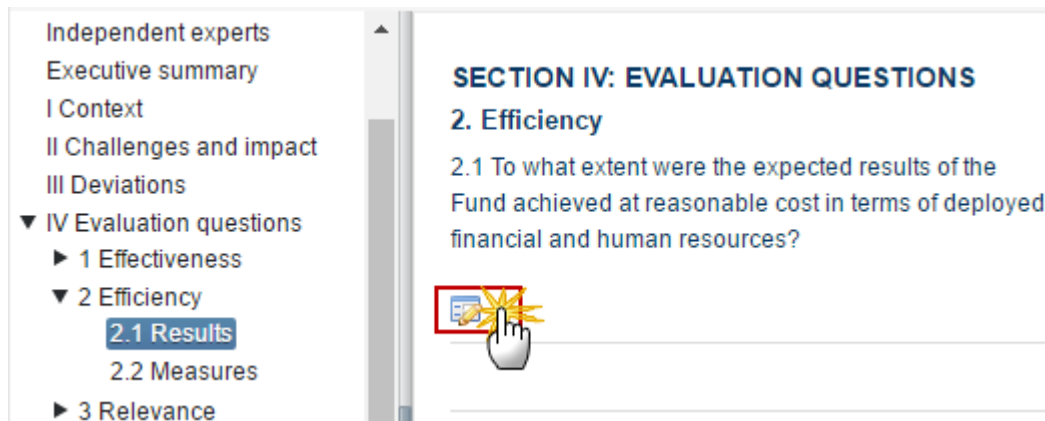 Independent experts
Executive summary
I Context
II Challenges and impact
III Deviations
▼ IV Evaluation questions
► 1 Effectiveness
▼ 2 Efficiency
2.1 Results
2.2 Measures
► 3 Relevance
SECTION IV: EVALUATION QUESTIONS
2. Efficiency
2.1 To what extent were the expected results of the
Fund achieved at reasonable cost in terms of deployed
financial and human resources?